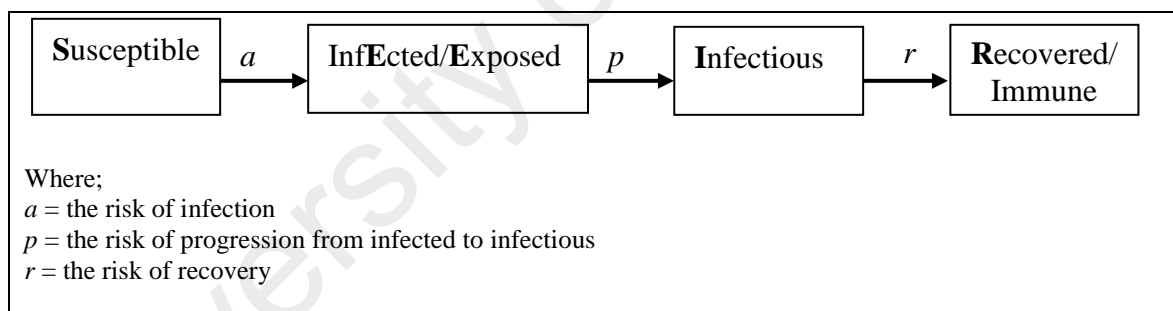 Susceptible a InfEcted/Exposed p Infectious r Recovered/
Immune
Where;
a = the risk of infection
p = the risk of progression from infected to infectious
r = the risk of recovery